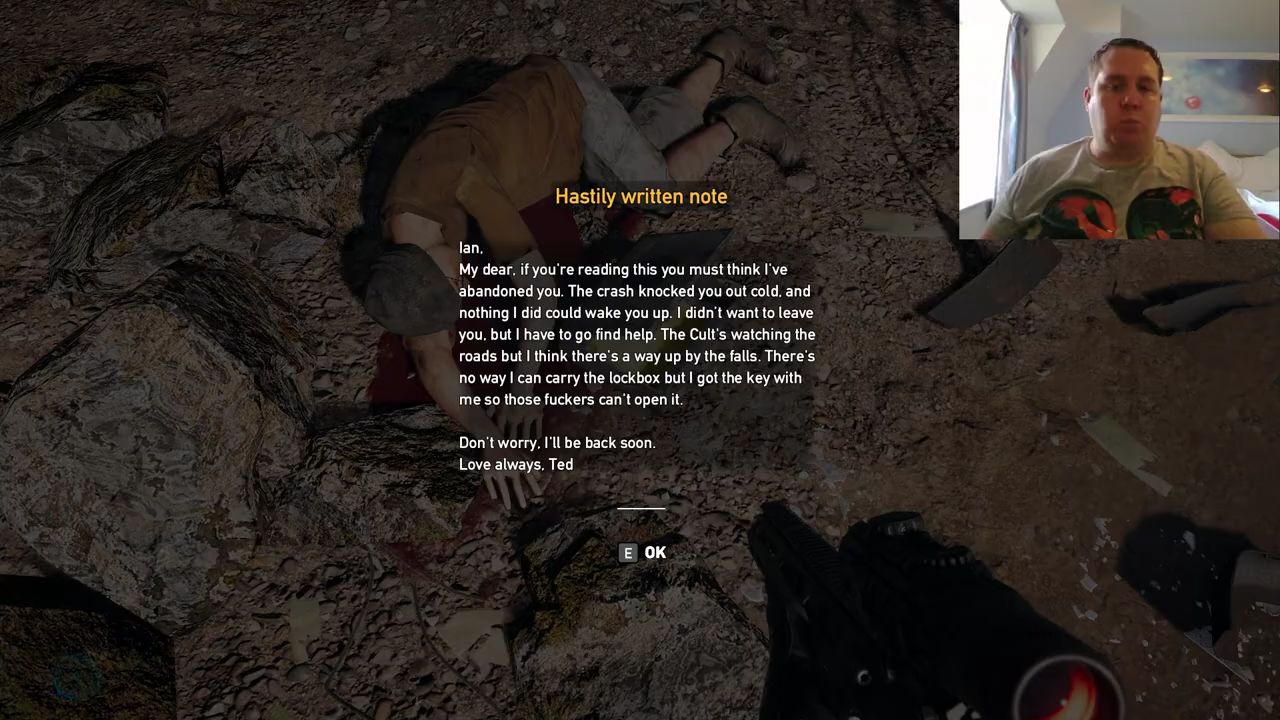 Hastily written note
Ian,
My dear, if you're reading this you must think I've
abandoned you. The crash knocked you out cold, and
nothing I did could wake you up. I didn't want to leave
you, but I have to go find help. The Cult's watching the
roads but I think there's a way up by the falls. There's
no way I can carry the lockbox but I got the key with
me so those fuckers can't open it.
Don't worry, I'll be back soon.
Love always, Ted
E OK